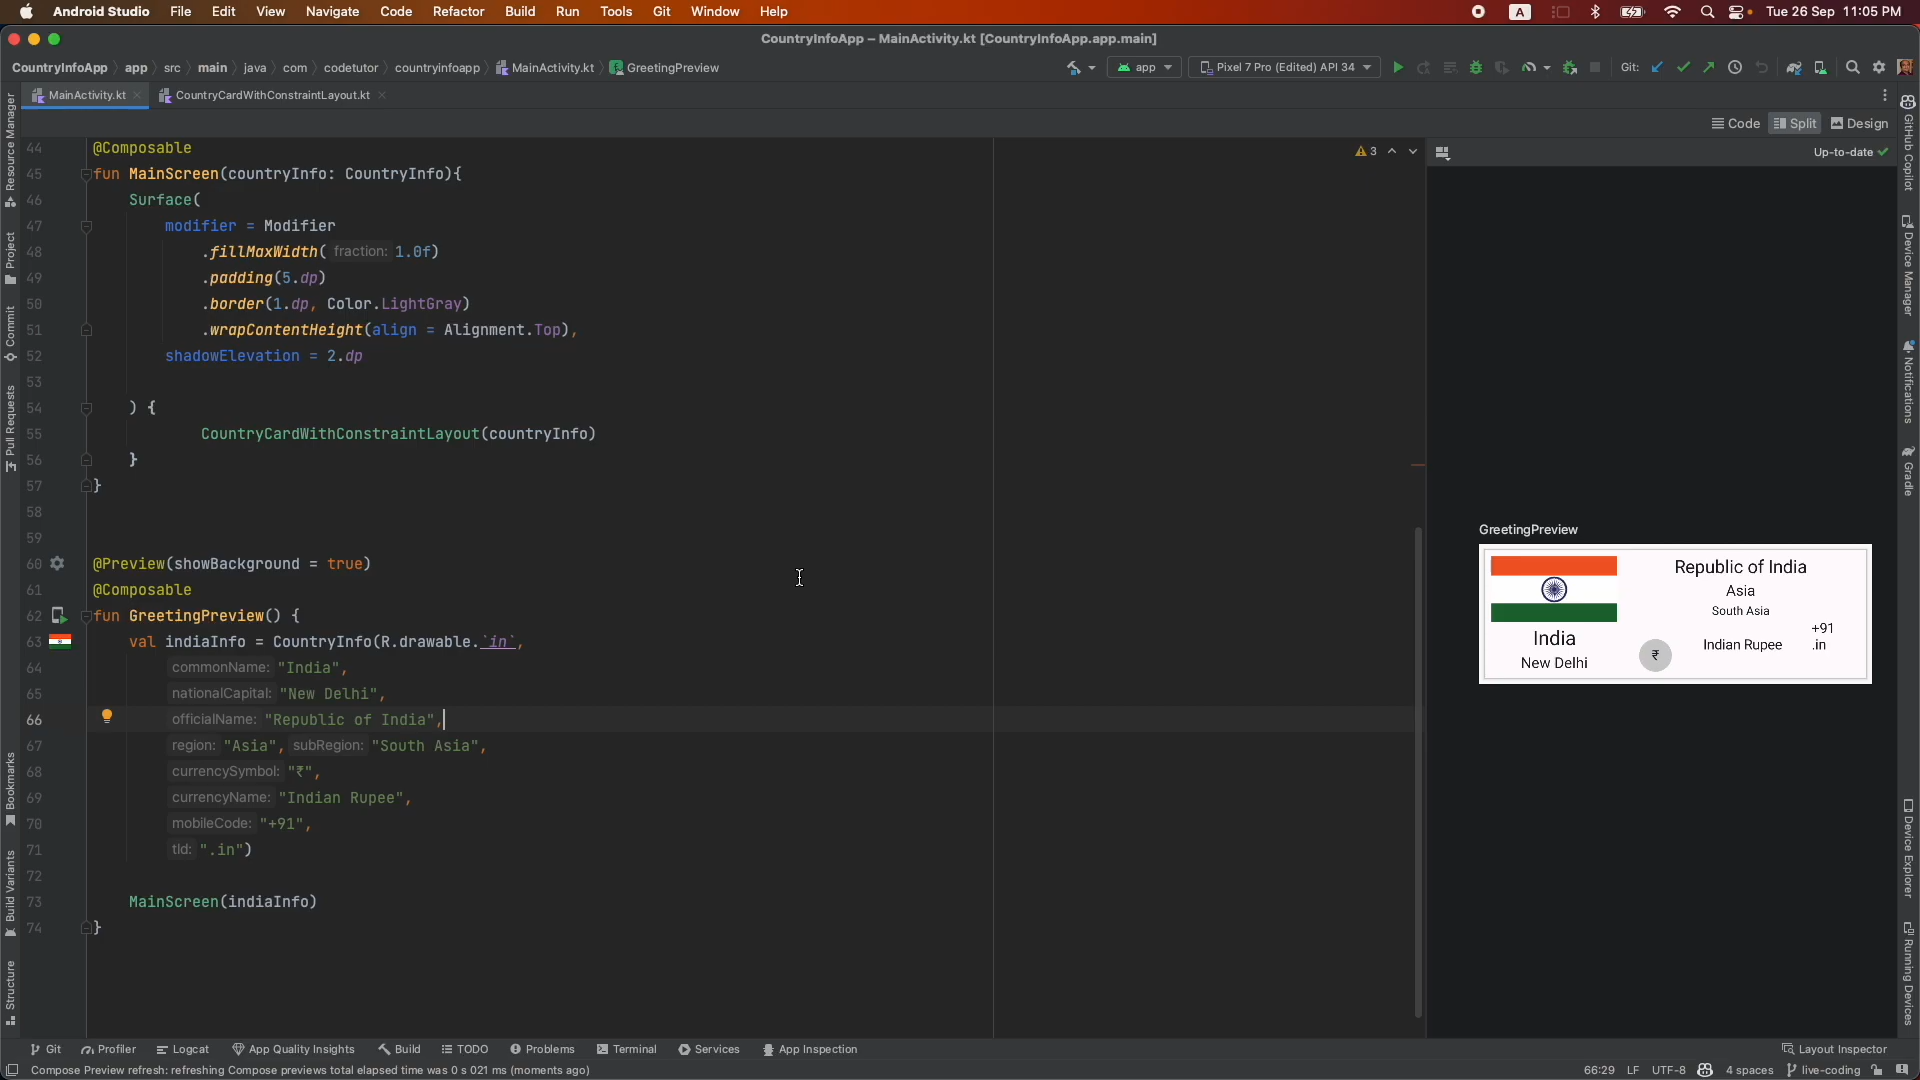 Android Studio File Edit View Navigate Code Refactor Build Run Tools Git Window Help A Tue 26 Sep 11:05 PM
CountryInfoApp – MainActivity.kt [CountryInfoApp.app.main]
CountryInfoApp app src main java com codetutor countryinfoapp MainActivity.kt GreetingPreview app Pixel 7 Pro (Edited) API 34 Git:
MainActivity.kt CountryCardWithConstraintLayout.kt
Code Split Design
3 Up-to-date
44 @Composable
45 fun MainScreen(countryInfo: CountryInfo){
46 Surface(
47 modifier = Modifier
48 .fillMaxWidth( fraction: 1.0f)
49 .padding(5.dp)
50 .border(1.dp, Color.LightGray)
51 .wrapContentHeight(align = Alignment.Top),
52 shadowElevation = 2.dp
53
54 ) {
55 CountryCardWithConstraintLayout(countryInfo)
56 }
57 }
58
59
60 @Preview(showBackground = true)
61 @Composable
62 fun GreetingPreview() {
63 val indiaInfo = CountryInfo(R.drawable.`in`,
64 commonName: "India",
65 nationalCapital: "New Delhi",
66 officialName: "Republic of India",
67 region: "Asia", subRegion: "South Asia",
68 currencySymbol: "₹",
69 currencyName: "Indian Rupee",
70 mobileCode: "+91",
71 tld: ".in")
72
73 MainScreen(indiaInfo)
74 }
GreetingPreview
Republic of India
Asia
South Asia
India
New Delhi
₹
Indian Rupee
+91
.in
Resource Manager
Project
Commit
Pull Requests
Bookmarks
Build Variants
Structure
GitHub Copilot
Device Manager
Notifications
Gradle
Device Explorer
Running Devices
Git Profiler Logcat App Quality Insights Build TODO Problems Terminal Services App Inspection Layout Inspector
Compose Preview refresh: refreshing Compose previews total elapsed time was 0 s 021 ms (moments ago) 66:29 LF UTF-8 4 spaces live-coding